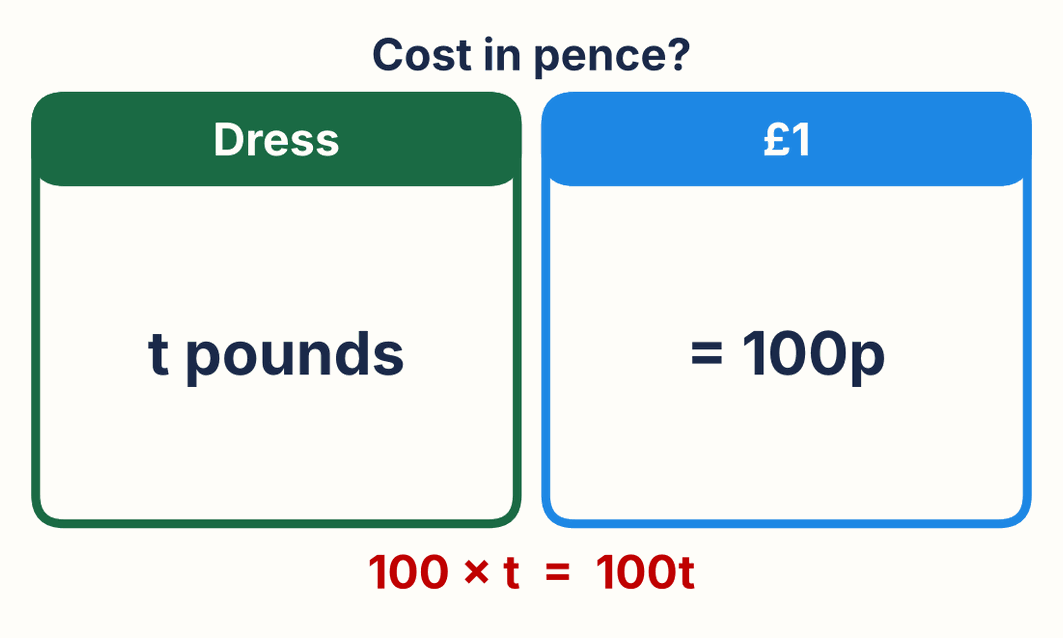 Cost in pence?
Dress
t pounds
£1
= 100p
100 × t = 100t